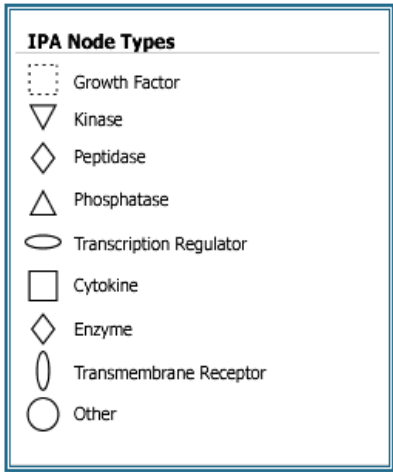 IPA Node Types
Growth Factor
Kinase
Peptidase
Phosphatase
Transcription Regulator
Cytokine
Enzyme
Transmembrane Receptor
Other